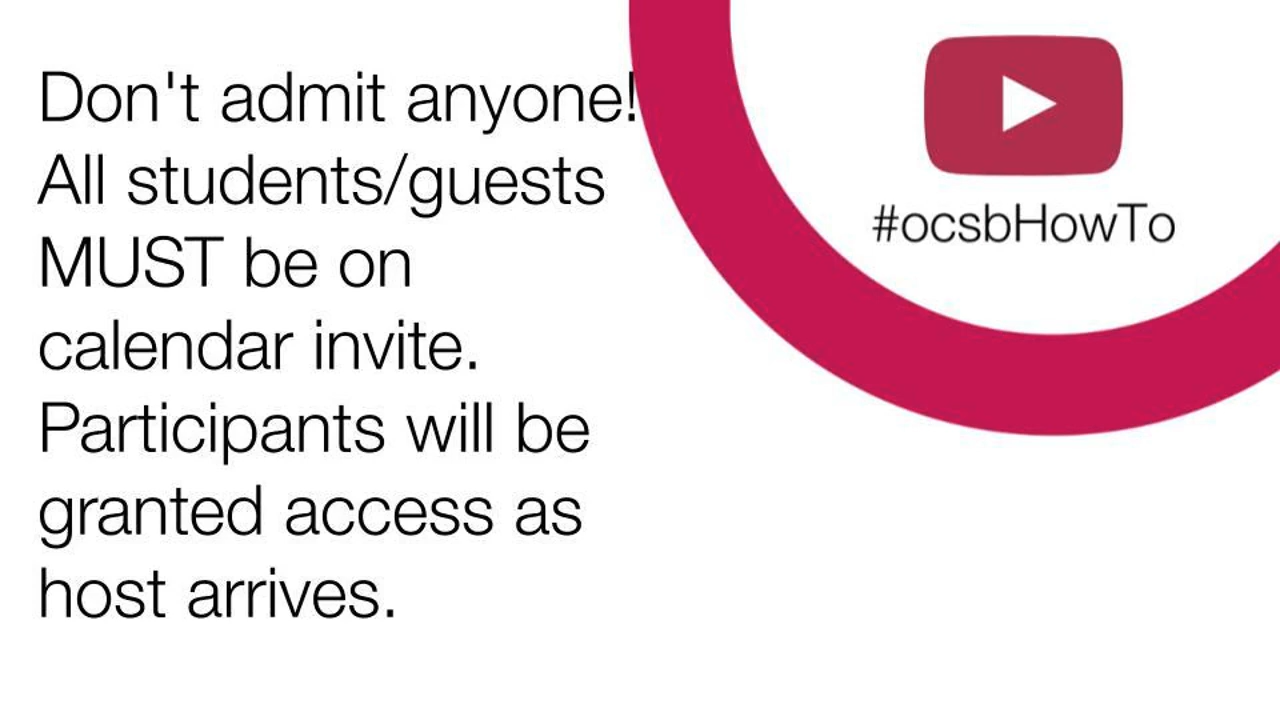 Don't admit anyone!
All students/guests
MUST be on
calendar invite.
Participants will be
granted access as
host arrives.
#ocsbHowTo